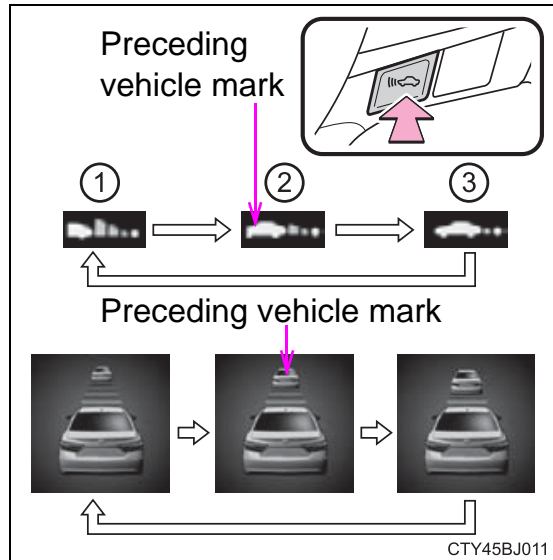 Preceding
vehicle mark
1 2 3
Preceding vehicle mark
CTY45BJ011